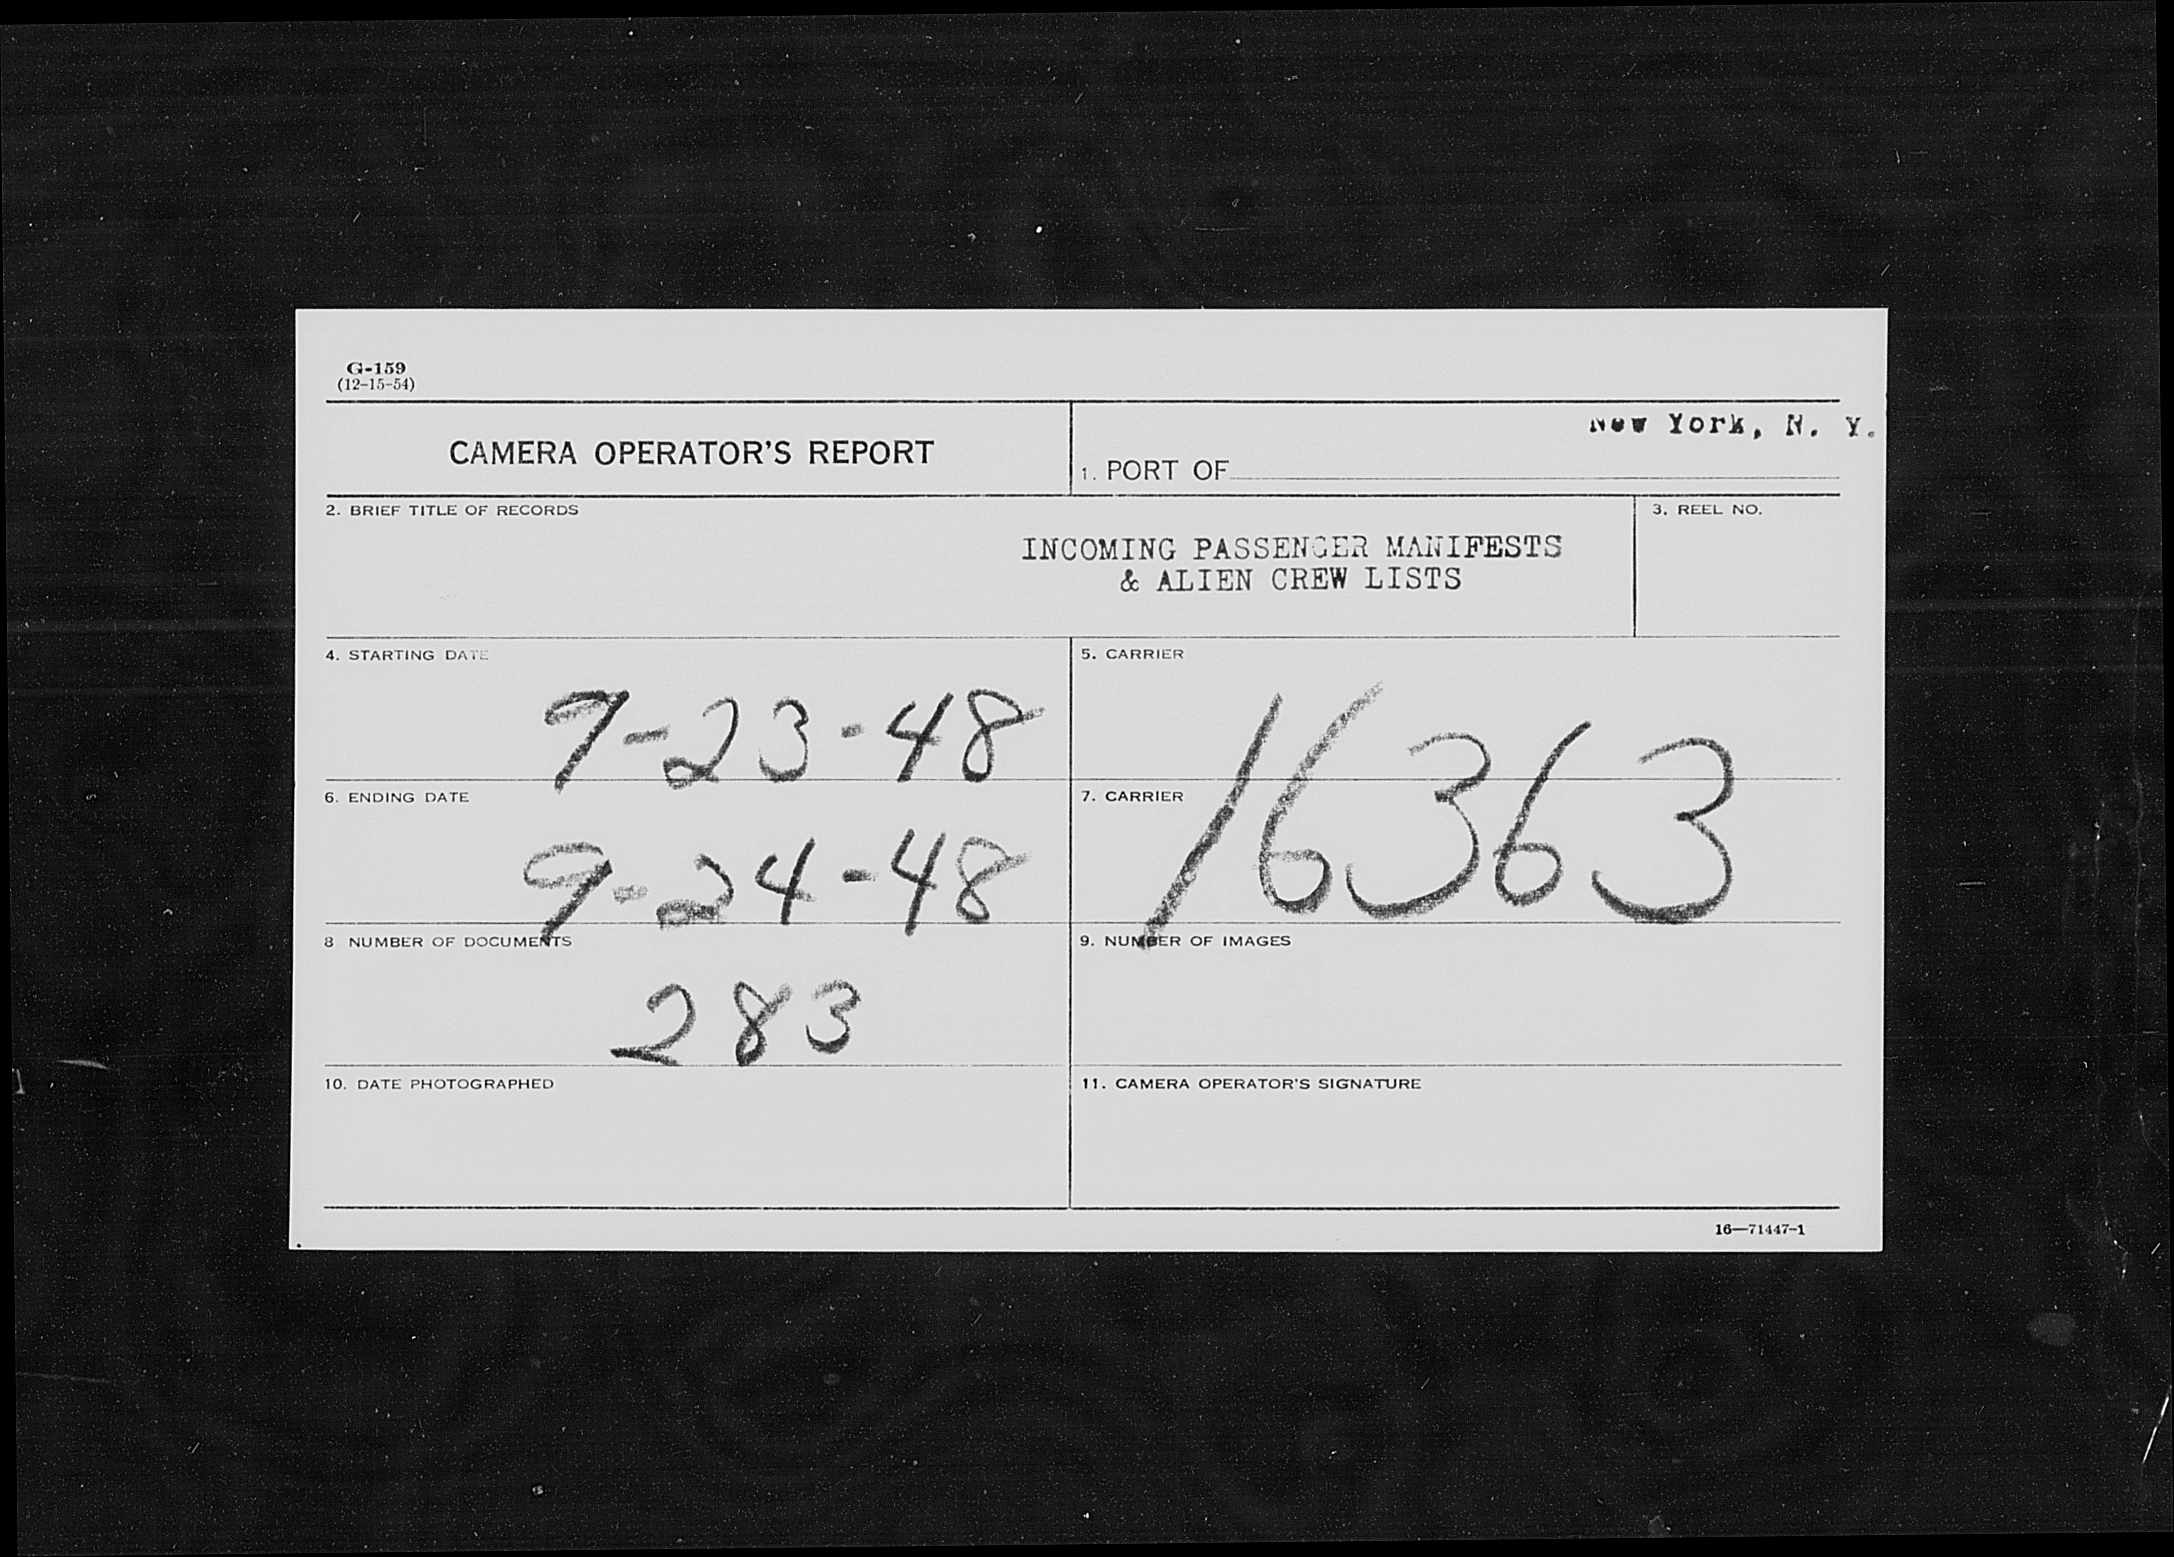 G-159
(12-15-54)
CAMERA OPERATOR'S REPORT
New York, N. Y.
1. PORT OF
2. BRIEF TITLE OF RECORDS
INCOMING PASSENGER MANIFESTS
& ALIEN CREW LISTS
3. REEL NO.
4. STARTING DATE
9-23-48
5. CARRIER
16363
6. ENDING DATE
9-24-48
7. CARRIER
8 NUMBER OF DOCUMENTS
283
9. NUMBER OF IMAGES
10. DATE PHOTOGRAPHED
11. CAMERA OPERATOR'S SIGNATURE
16—71447-1